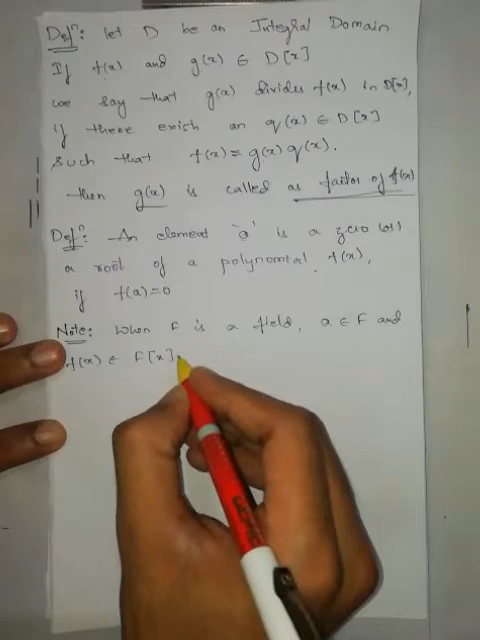 Defn: let D be an Integral Domain
If f(x) and g(x) ∈ D[x]
we say that g(x) divides f(x) in D[x],
if there exish an q(x) ∈ D[x]
Such that f(x) = g(x) q(x).
then g(x) is called as factor of f(x)
Defn: An element 'a' is a zero (or)
a root of a polynomial f(x),
if f(a)=0
Note: When F is a field, a ∈ F and
f(x) ∈ F[x],